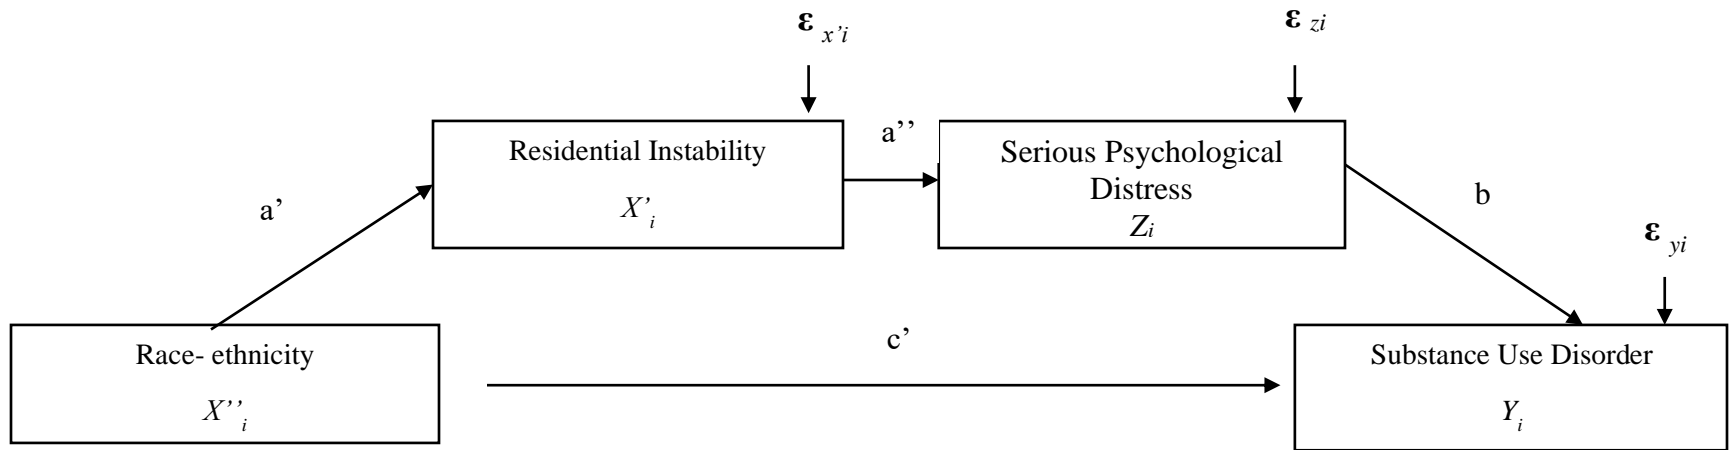 ε x’i
ε zi
Residential Instability
X’i
a’’
Serious Psychological
Distress
Zi
a’
b
ε yi
Race- ethnicity
X’’i
c’
Substance Use Disorder
Yi